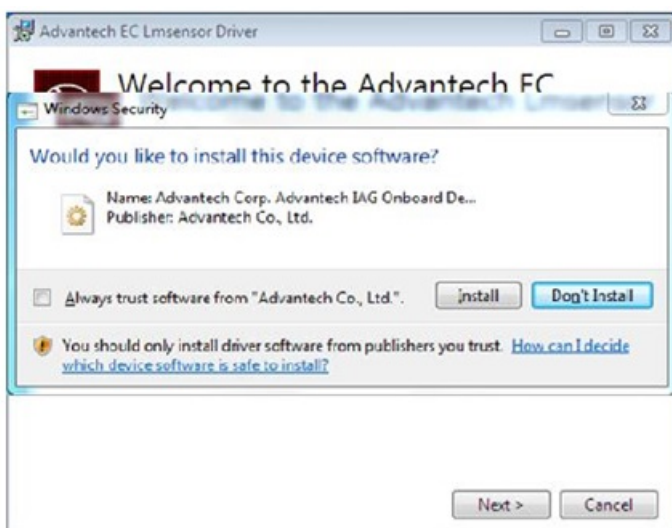 Advantech EC Lmsensor Driver
Welcome to the Advantech EC
Windows Security
Would you like to install this device software?
Name: Advantech Corp. Advantech IAG Onboard De...
Publisher: Advantech Co., Ltd.
Always trust software from "Advantech Co., Ltd.".
Install
Don't Install
You should only install driver software from publishers you trust. How can I decide
which device software is safe to install?
Next >
Cancel